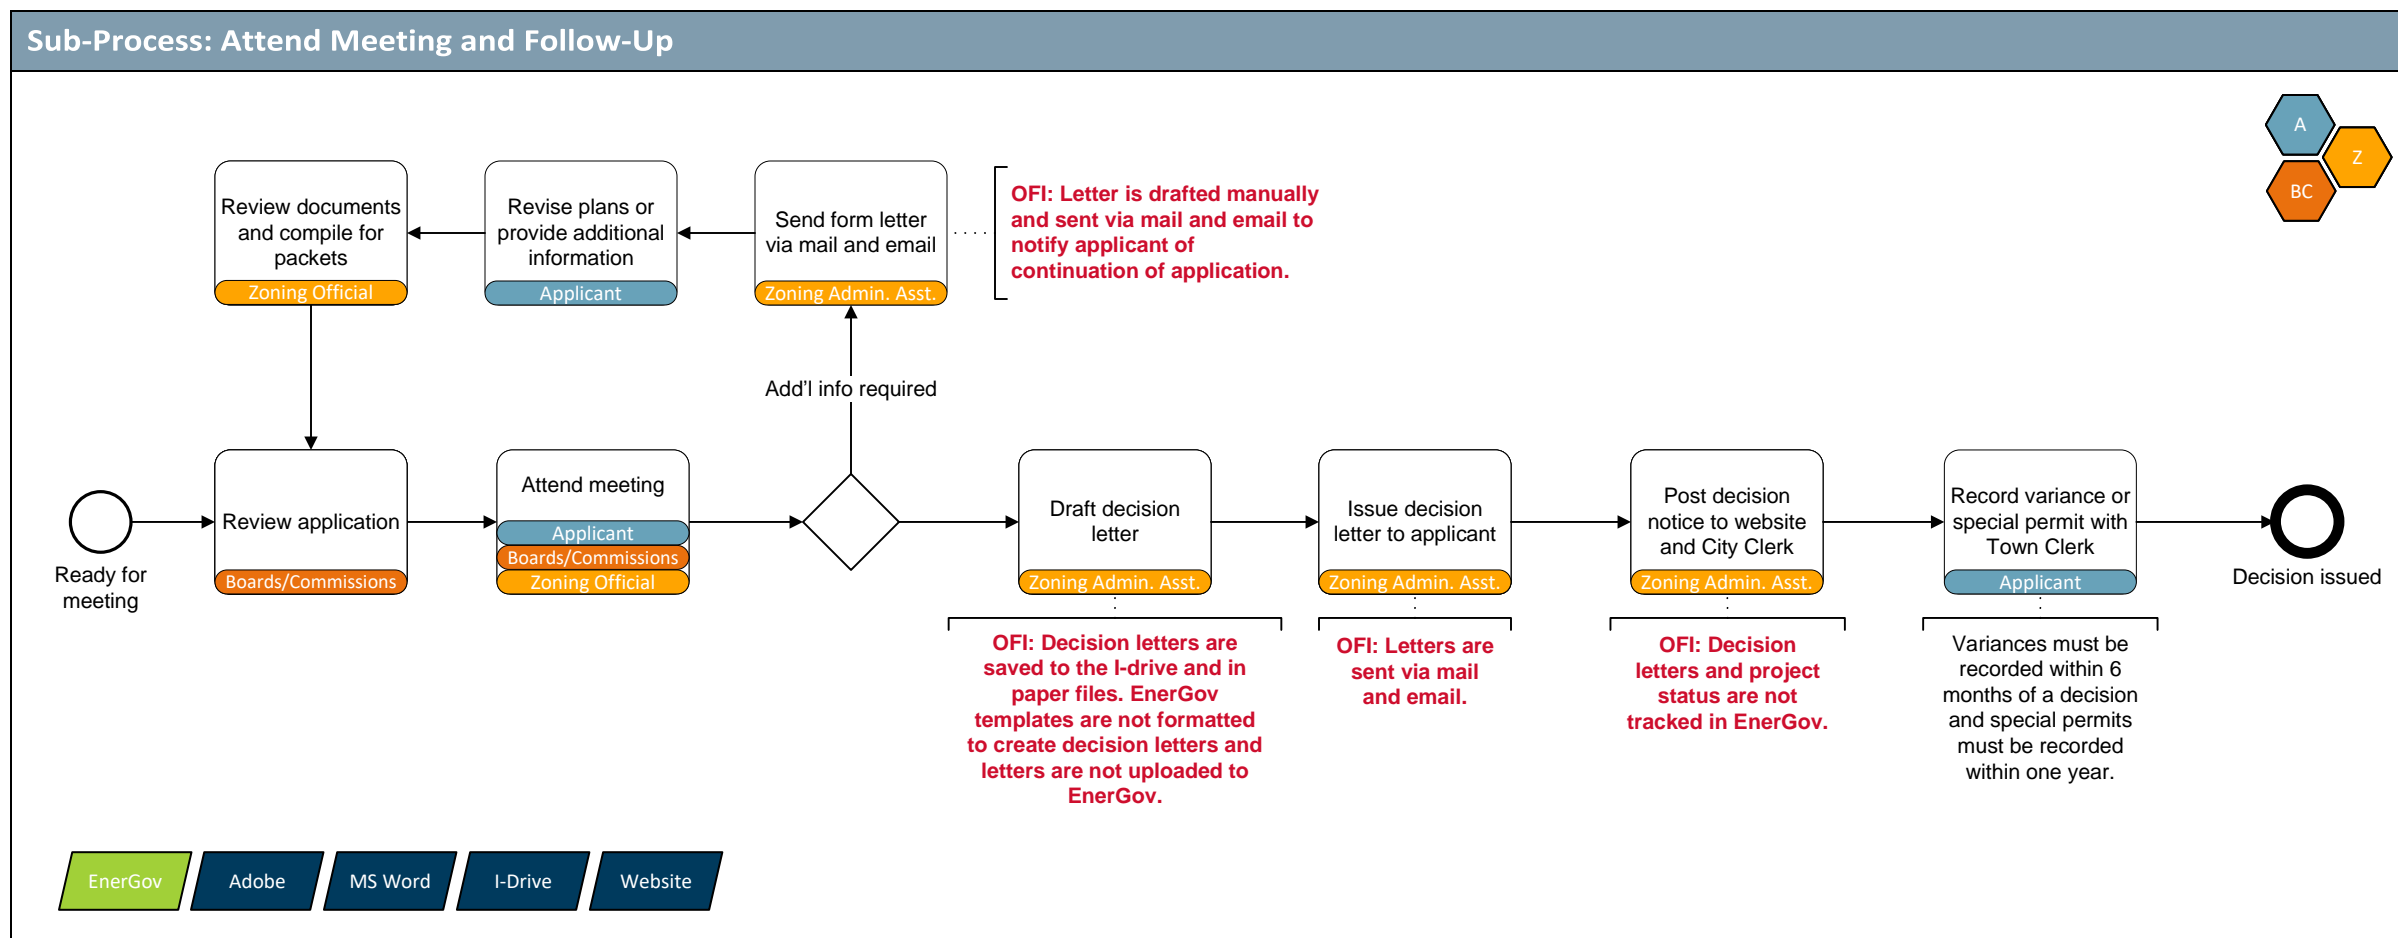 Sub-Process: Attend Meeting and Follow-Up
A
Z
BC
Review documents
and compile for
packets
Zoning Official
Revise plans or
provide additional
information
Applicant
Send form letter
via mail and email
Zoning Admin. Asst.
OFI: Letter is drafted manually
and sent via mail and email to
notify applicant of
continuation of application.
Add'l info required
Ready for
meeting
Review application
Boards/Commissions
Attend meeting
Applicant
Boards/Commissions
Zoning Official
Draft decision
letter
Zoning Admin. Asst.
Issue decision
letter to applicant
Zoning Admin. Asst.
Post decision
notice to website
and City Clerk
Zoning Admin. Asst.
Record variance or
special permit with
Town Clerk
Applicant
Decision issued
OFI: Decision letters are
saved to the I-drive and in
paper files. EnerGov
templates are not formatted
to create decision letters and
letters are not uploaded to
EnerGov.
OFI: Letters are
sent via mail
and email.
OFI: Decision
letters and project
status are not
tracked in EnerGov.
Variances must be
recorded within 6
months of a decision
and special permits
must be recorded
within one year.
EnerGov
Adobe
MS Word
I-Drive
Website